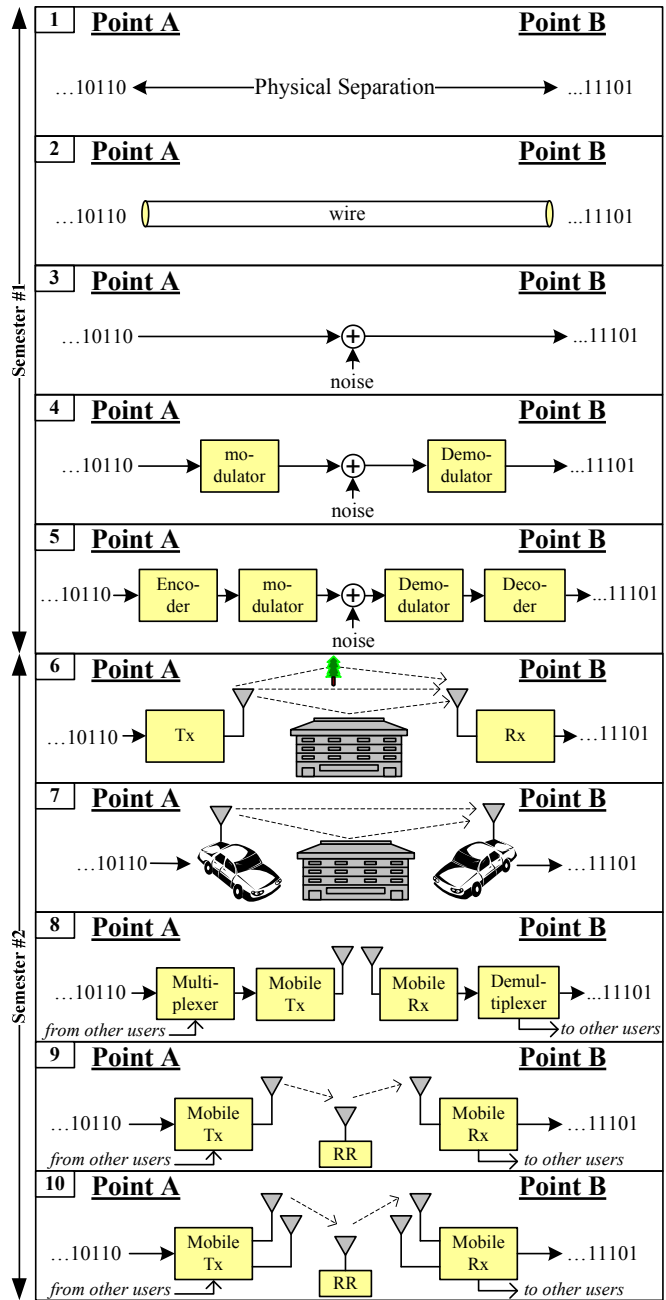 1
Point A
Point B
…10110
Physical Separation
...11101
2
Point A
Point B
…10110
wire
...11101
3
Point A
Point B
…10110
...11101
noise
4
Point A
Point B
…10110
mo-
dulator
Demo-
dulator
...11101
noise
5
Point A
Point B
…10110
Enco-
der
mo-
dulator
Demo-
dulator
Deco-
der
...11101
noise
Semester #1
6
Point A
Point B
…10110
Tx
Rx
…11101
7
Point A
Point B
…10110
…11101
8
Point A
Point B
…10110
Multi-
plexer
Mobile
Tx
Mobile
Rx
Demul-
tiplexer
...11101
from other users
to other users
9
Point A
Point B
…10110
Mobile
Tx
RR
Mobile
Rx
…11101
from other users
to other users
10
Point A
Point B
…10110
Mobile
Tx
RR
Mobile
Rx
…11101
from other users
to other users
Semester #2